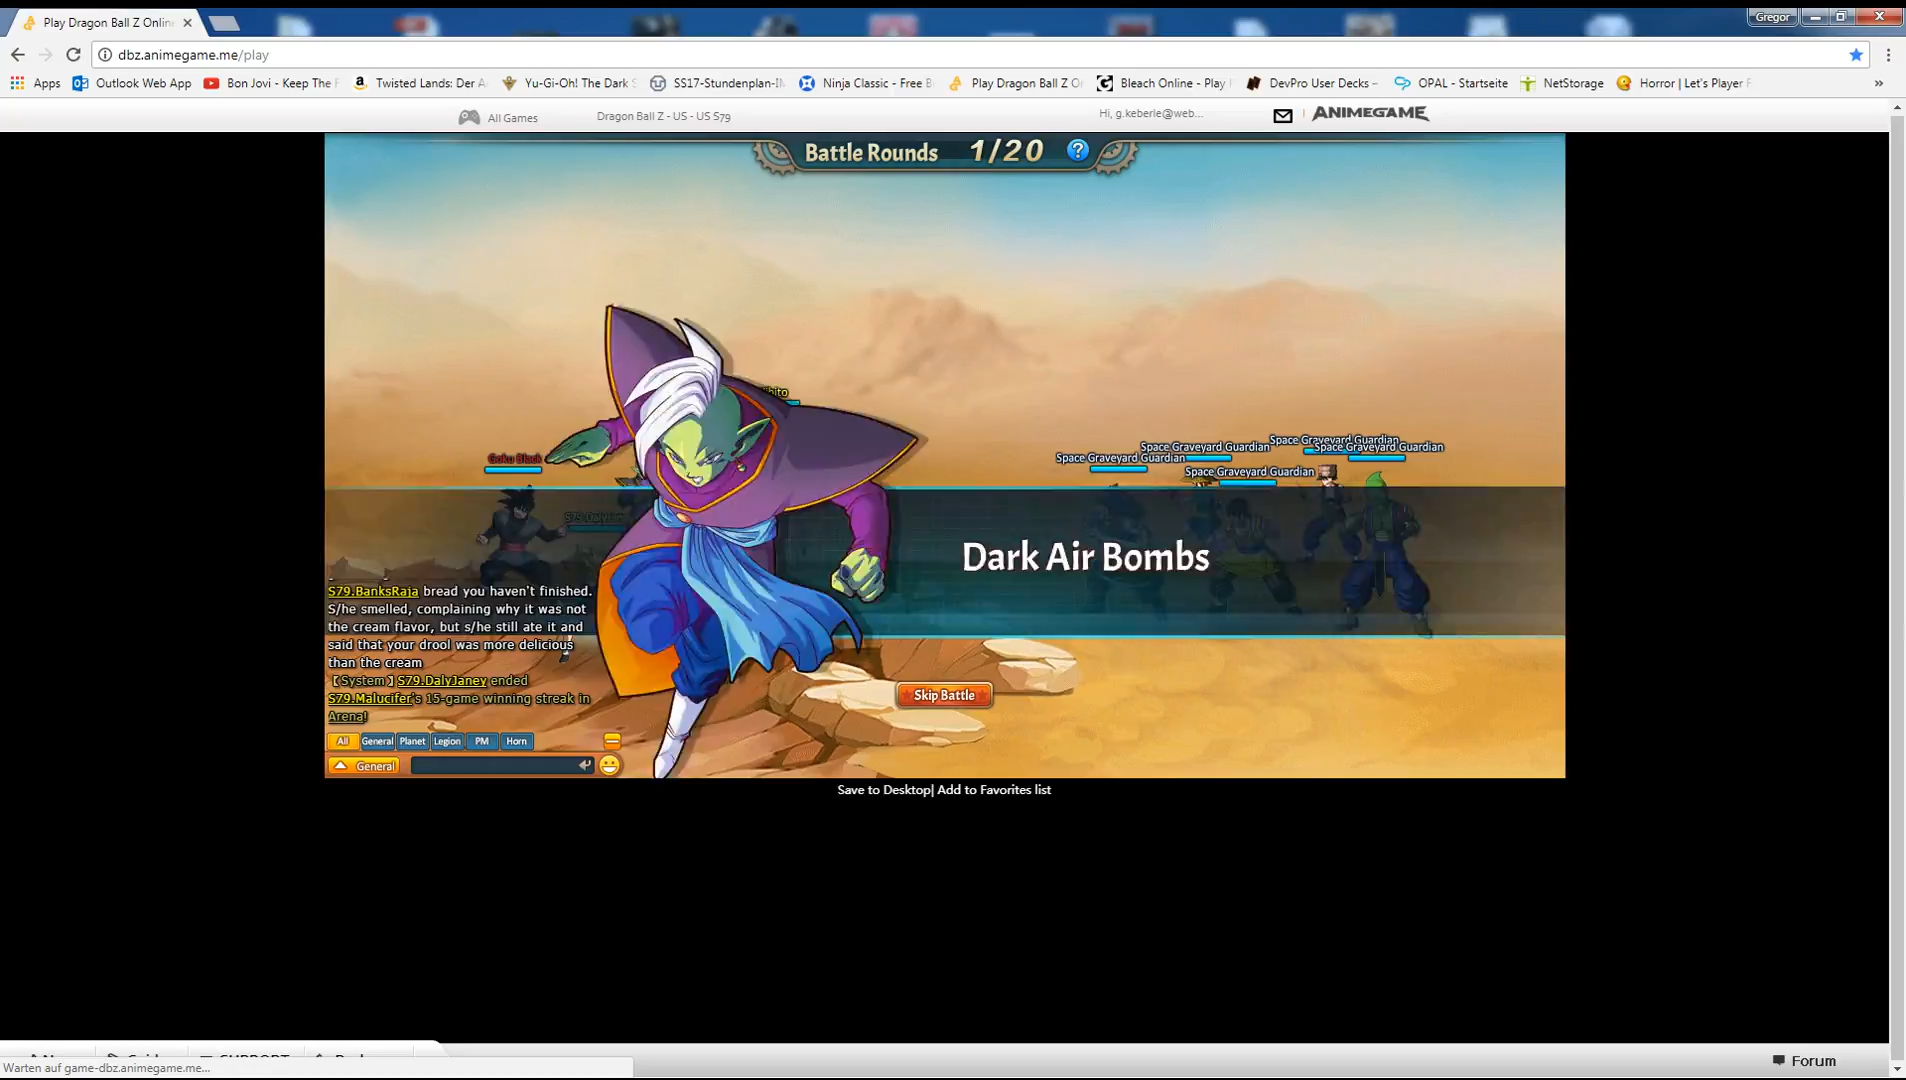 Play Dragon Ball Z Onlin
Gregor
dbz.animegame.me/play
Apps
Outlook Web App
Bon Jovi - Keep The
Twisted Lands: Der
Yu-Gi-Oh! The Dark
SS17-Stundenplan-I
Ninja Classic - Free
Play Dragon Ball Z O
Bleach Online - Play
DevPro User Decks -
OPAL - Startseite
NetStorage
Horror | Let's Player
»
All Games
Dragon Ball Z - US - US S79
Hi, g.keberle@web...
ANIMEGAME
Battle Rounds 1/20 ?
Goku Black
Space Graveyard Guardian
Space Graveyard Guardian
Space Graveyard Guardian
Space Graveyard Guardian
Space Graveyard Guardian
Dark Air Bombs
S79.BanksRaja bread you haven't finished.
S/he smelled, complaining why it was not
the cream flavor, but s/he still ate it and
said that your drool was more delicious
than the cream
【System】S79.DalyJaney ended
S79.Malucifer's 15-game winning streak in
Arena!
Skip Battle
All
General
Planet
Legion
PM
Horn
General
Save to Desktop| Add to Favorites list
SUPPORT
Warten auf game-dbz.animegame.me...
Forum